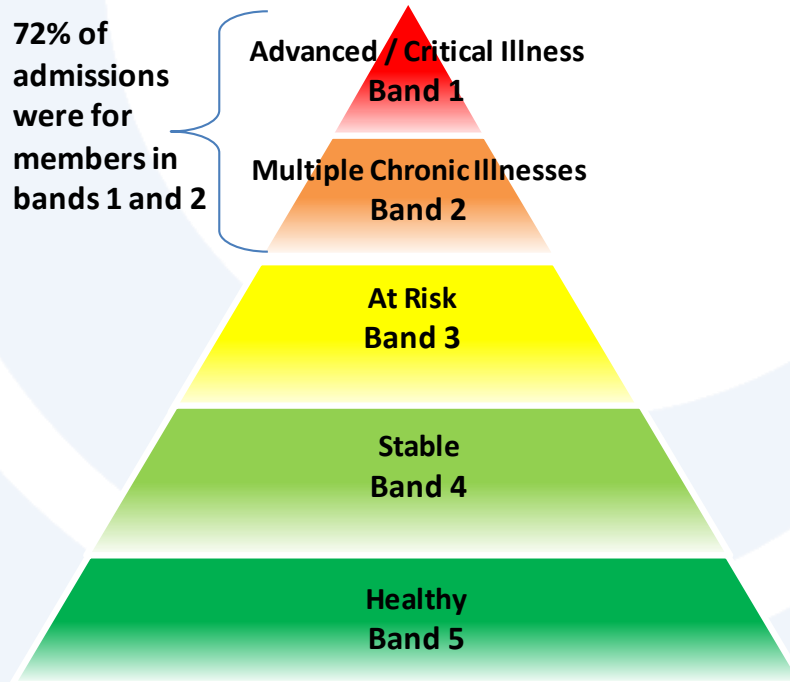 72% of
admissions
were for
members in
bands 1 and 2
Advanced / Critical Illness
Band 1
Multiple Chronic Illnesses
Band 2
At Risk
Band 3
Stable
Band 4
Healthy
Band 5